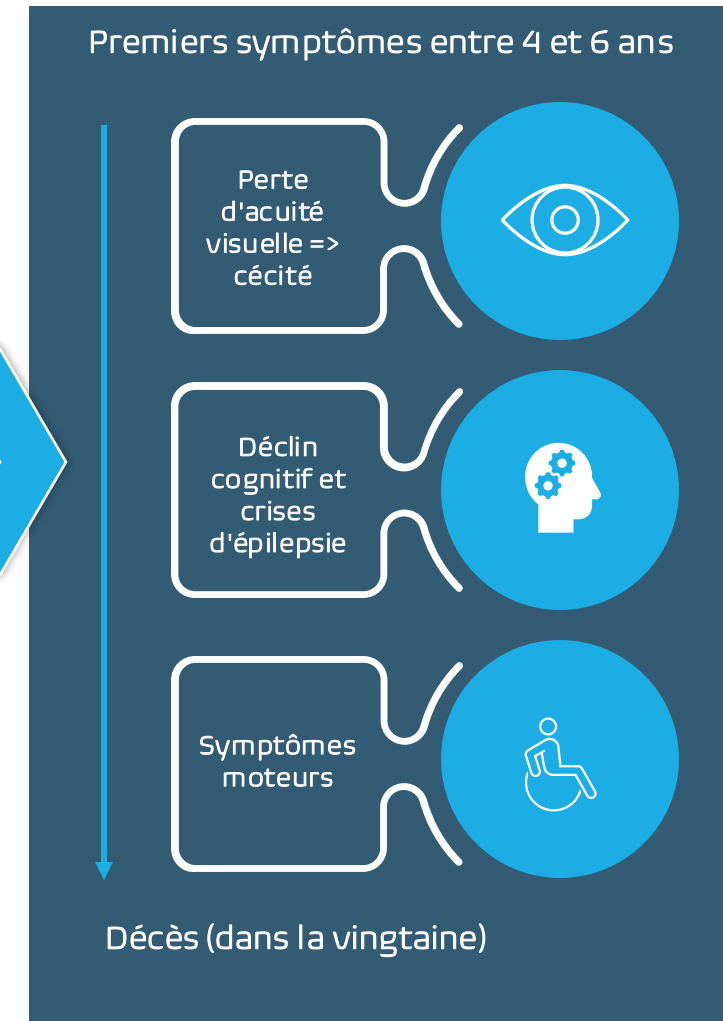 Premiers symptômes entre 4 et 6 ans
Perte
d'acuité
visuelle =>
cécité
Déclin
cognitif et
crises
d'épilepsie
Symptômes
moteurs
Décès (dans la vingtaine)